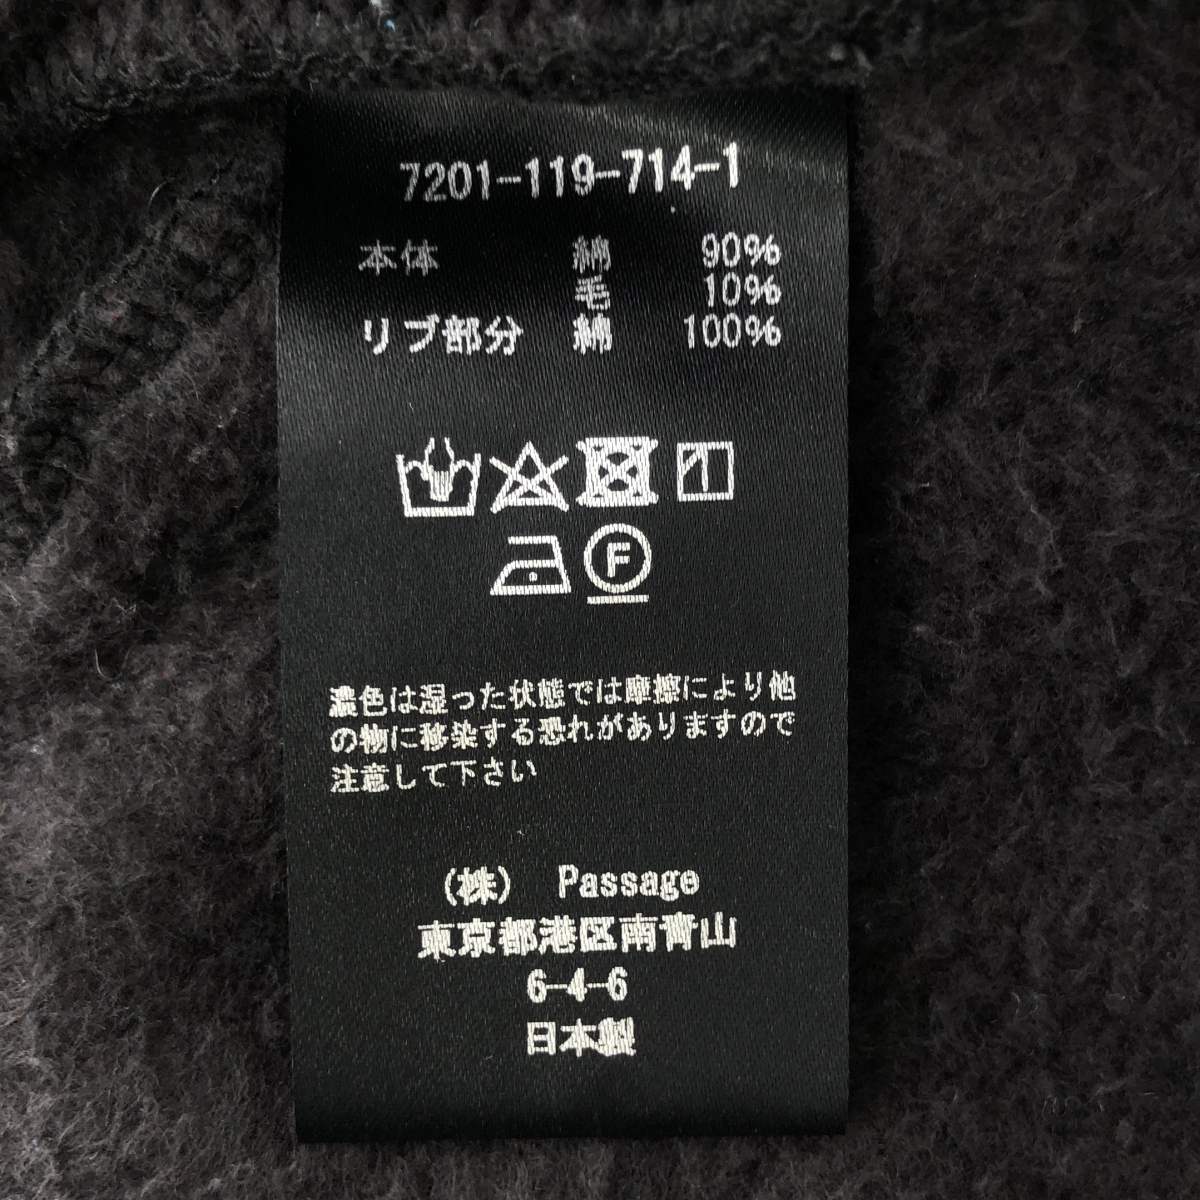 7201-119-714-1
本体 綿 90%
毛 10%
リブ部分 綿 100%
F
濃色は湿った状態では摩擦により他
の物に移染する恐れがありますので
注意して下さい
(株) Passage
東京都港区南青山
6-4-6
日本製